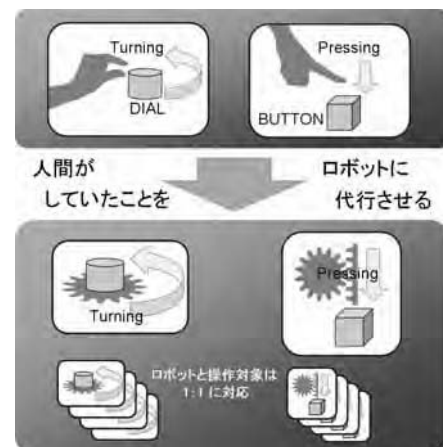 Turning
DIAL
Pressing
BUTTON
人間が
していたことを
ロボットに
代行させる
Turning
Pressing
ロボットと操作対象は
1:1に対応